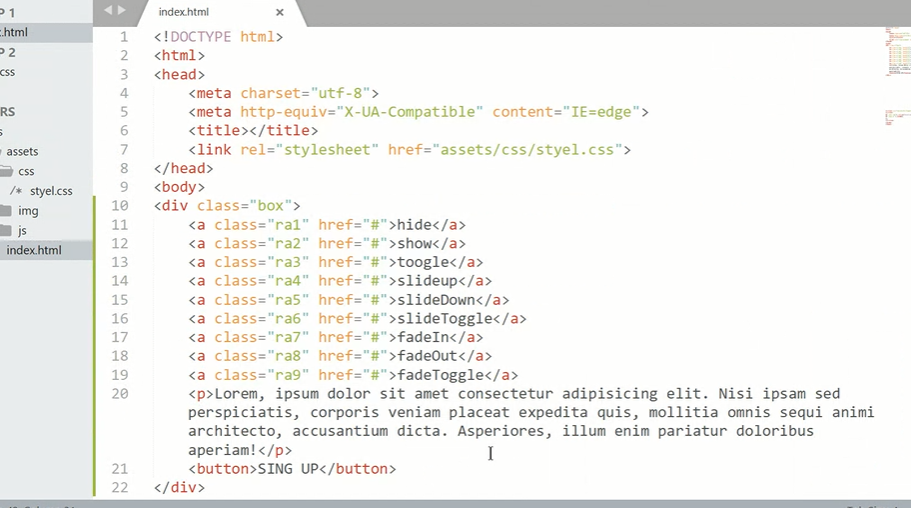 P 1
.html
P 2
css
RS
s
assets
css
/* styel.css
img
js
index.html
index.html ×
1 <!DOCTYPE html>
2 <html>
3 <head>
4 <meta charset="utf-8">
5 <meta http-equiv="X-UA-Compatible" content="IE=edge">
6 <title></title>
7 <link rel="stylesheet" href="assets/css/styel.css">
8 </head>
9 <body>
10 <div class="box">
11 <a class="ra1" href="#">hide</a>
12 <a class="ra2" href="#">show</a>
13 <a class="ra3" href="#">toogle</a>
14 <a class="ra4" href="#">slideup</a>
15 <a class="ra5" href="#">slideDown</a>
16 <a class="ra6" href="#">slideToggle</a>
17 <a class="ra7" href="#">fadeIn</a>
18 <a class="ra8" href="#">fadeOut</a>
19 <a class="ra9" href="#">fadeToggle</a>
20 <p>Lorem, ipsum dolor sit amet consectetur adipisicing elit. Nisi ipsam sed
perspiciatis, corporis veniam placeat expedita quis, mollitia omnis sequi animi
architecto, accusantium dicta. Asperiores, illum enim pariatur doloribus
aperiam!</p>
21 <button>SING UP</button>
22 </div>